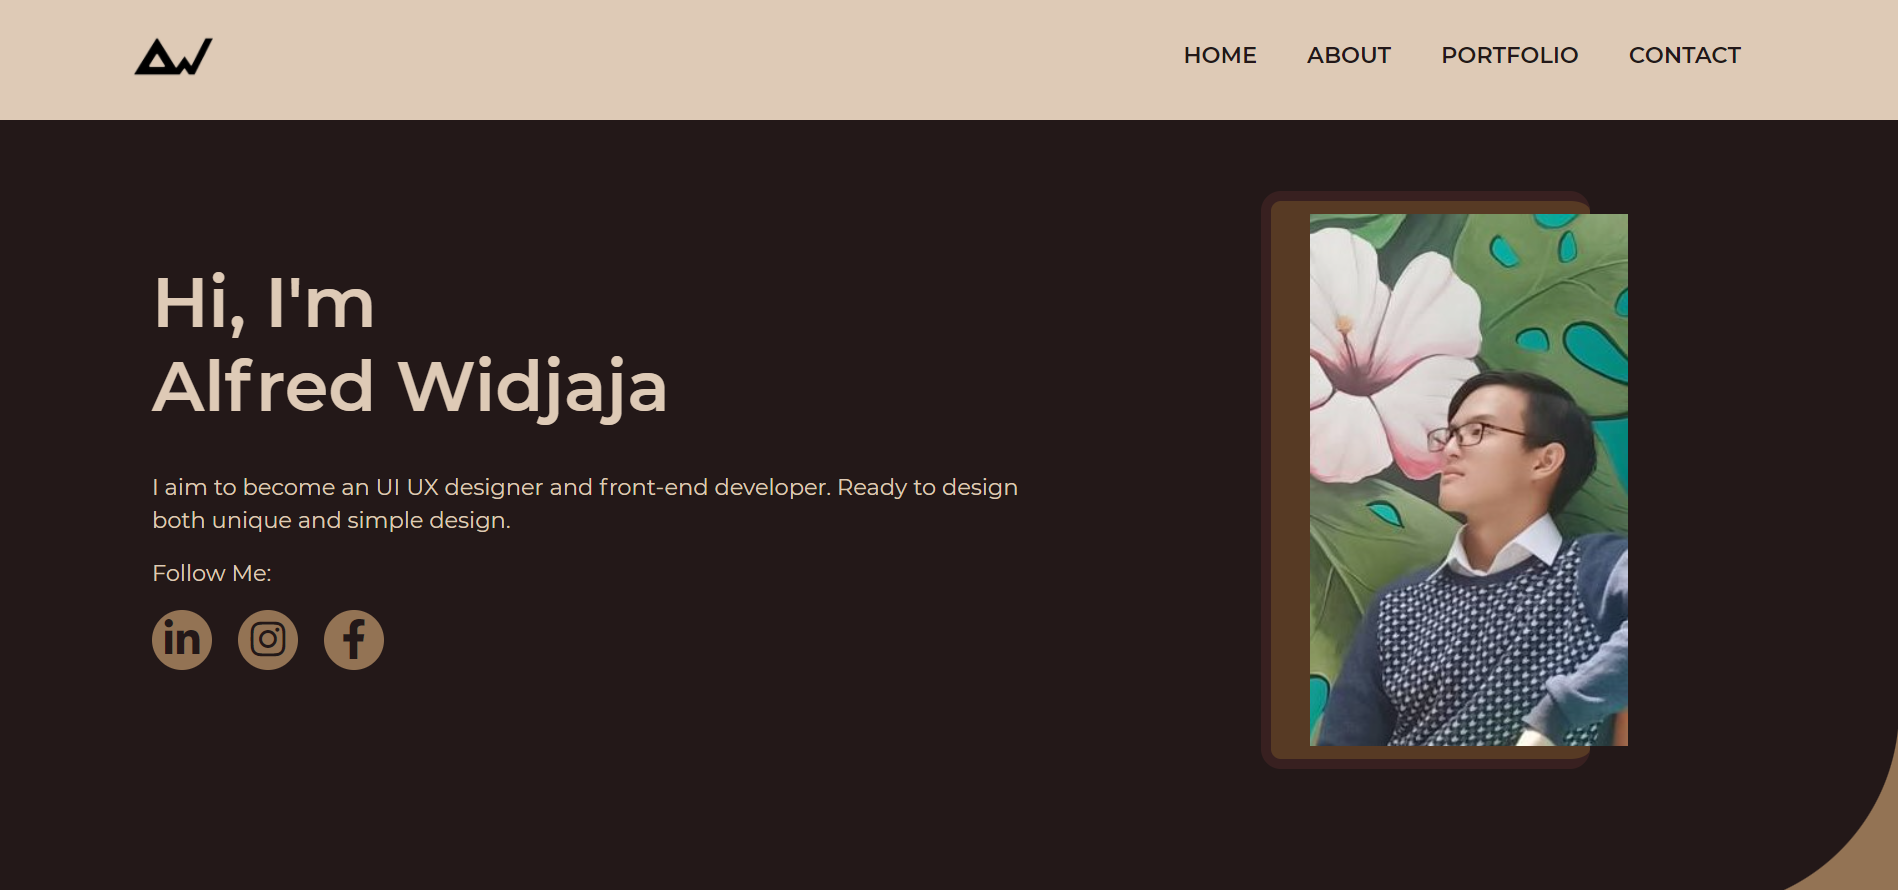 AW
HOME ABOUT PORTFOLIO CONTACT
Hi, I'm
Alfred Widjaja
I aim to become an UI UX designer and front-end developer. Ready to design
both unique and simple design.
Follow Me:
in f